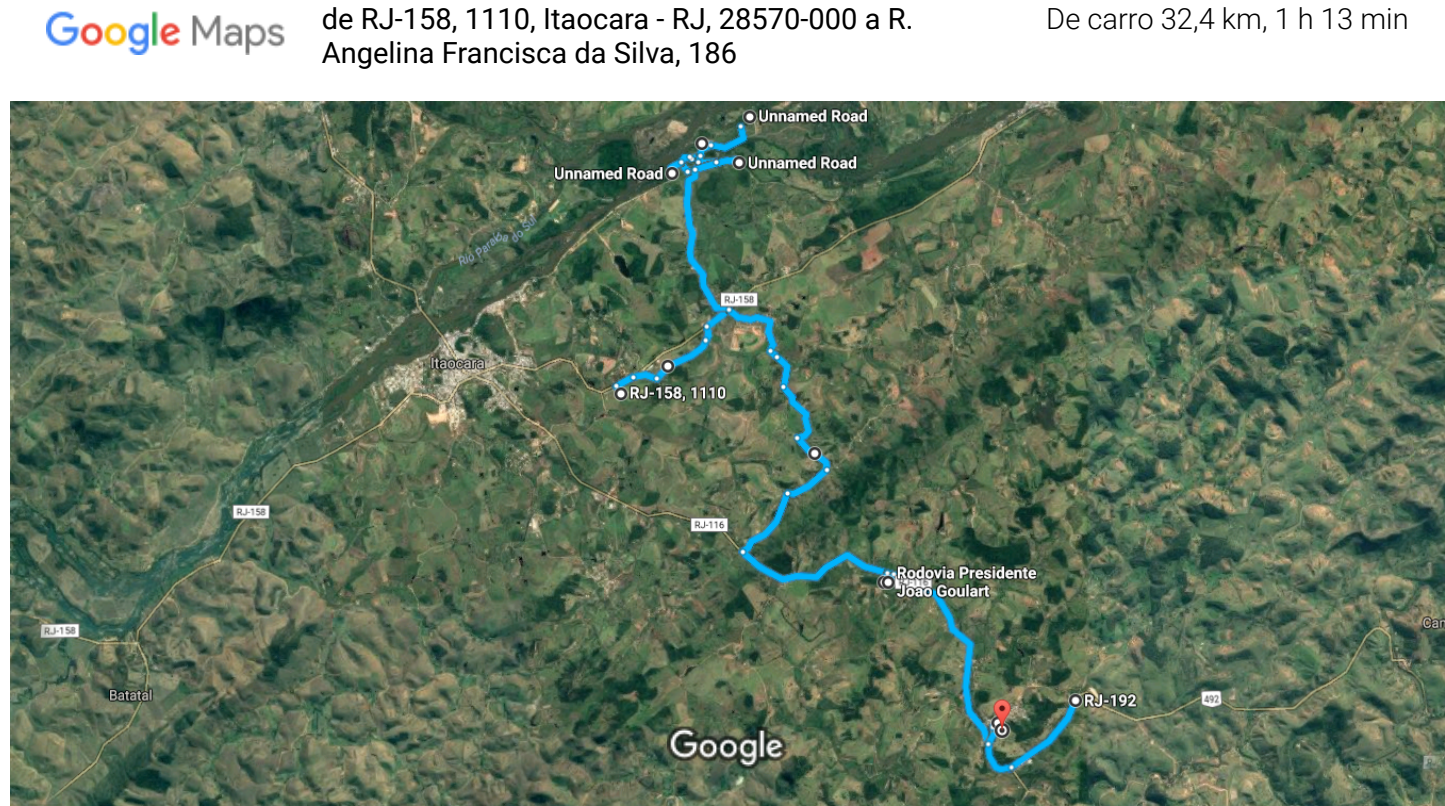 Google Maps
de RJ-158, 1110, Itaocara - RJ, 28570-000 a R.
Angelina Francisca da Silva, 186
De carro 32,4 km, 1 h 13 min
Unnamed Road
Unnamed Road
Unnamed Road
Rio Paraíba do Sul
RJ-158
Itaocara
RJ-158, 1110
RJ-158
RJ-116
Rodovia Presidente
João Goulart
RJ-158
Batatal
RJ-192
492
Google